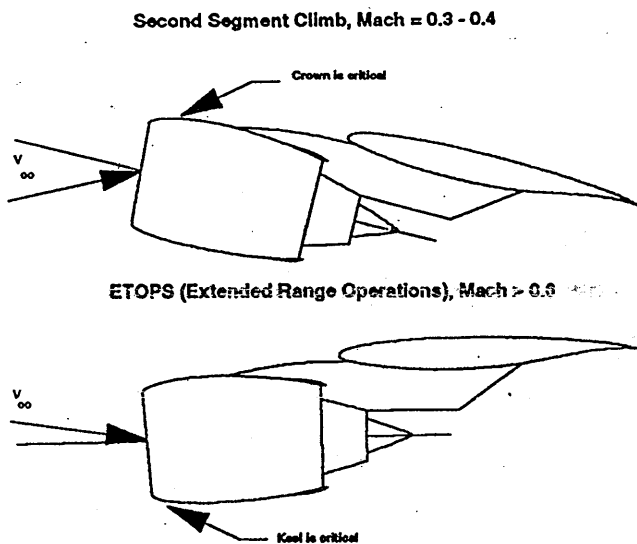 Second Segment Climb, Mach = 0.3 - 0.4
Crown is critical
V
∞
ETOPS (Extended Range Operations), Mach > 0.6
V
∞
Keel is critical